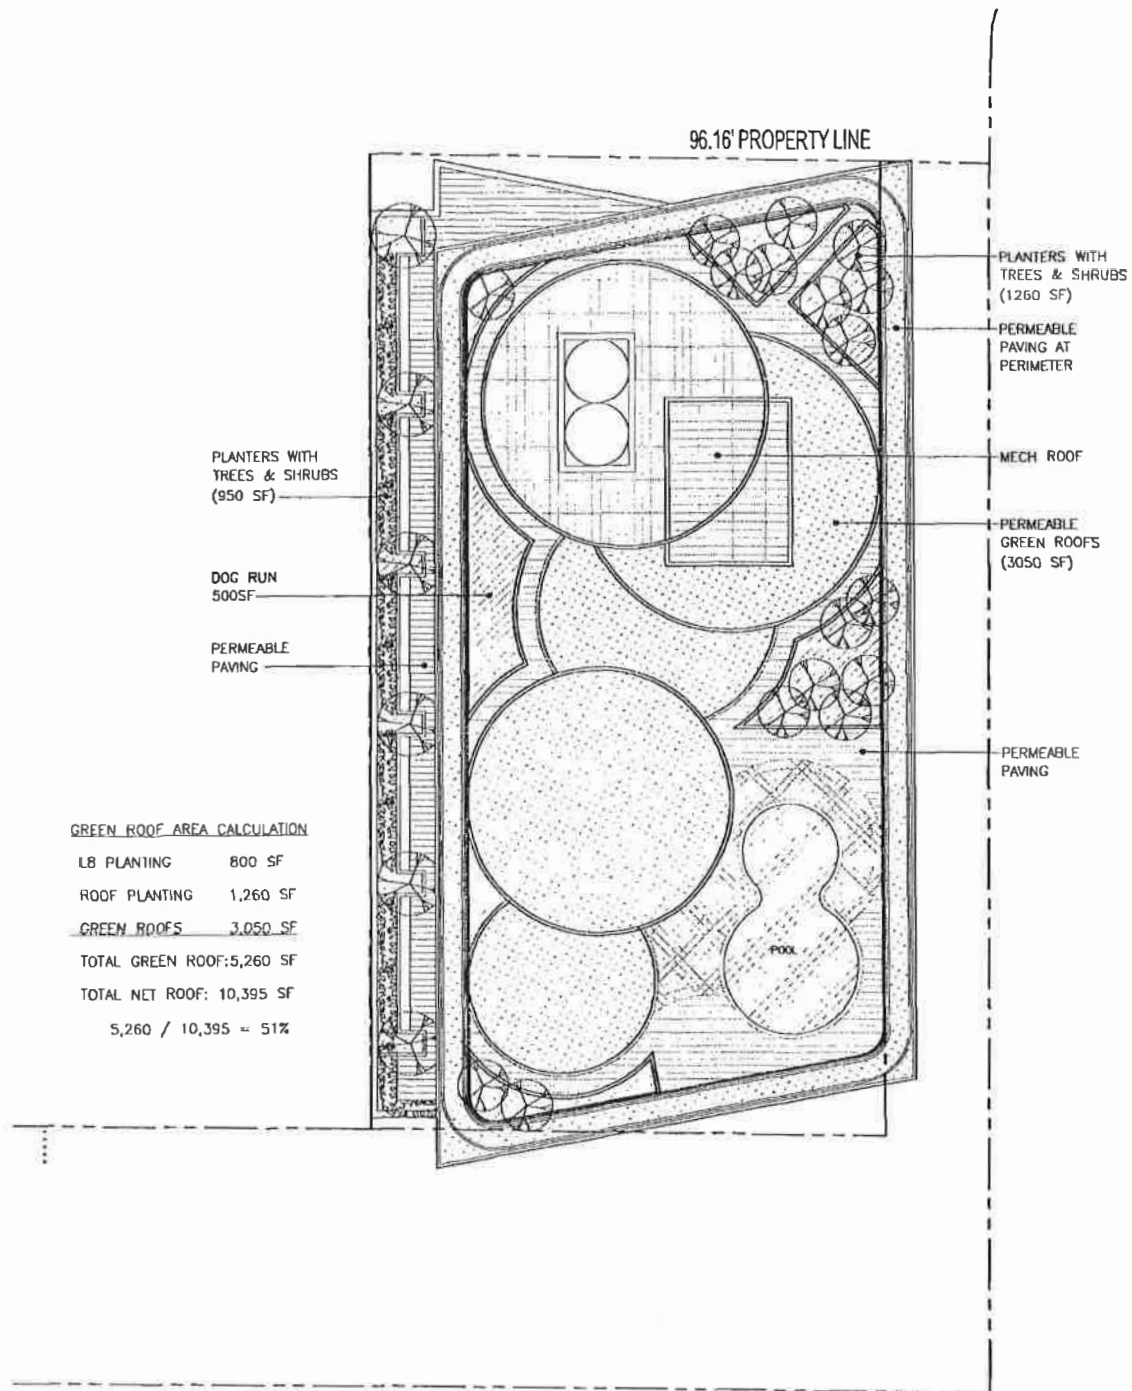 96.16' PROPERTY LINE
PLANTERS WITH
TREES & SHRUBS
(1260 SF)
PERMEABLE
PAVING AT
PERIMETER
MECH ROOF
PLANTERS WITH
TREES & SHRUBS
(950 SF)
PERMEABLE
GREEN ROOFS
(3050 SF)
DOG RUN
500SF
PERMEABLE
PAVING
PERMEABLE
PAVING
GREEN ROOF AREA CALCULATION
L8 PLANTING 800 SF
ROOF PLANTING 1,260 SF
GREEN ROOFS 3,050 SF
TOTAL GREEN ROOF:5,260 SF
TOTAL NET ROOF: 10,395 SF
5,260 / 10,395 = 51%
POOL